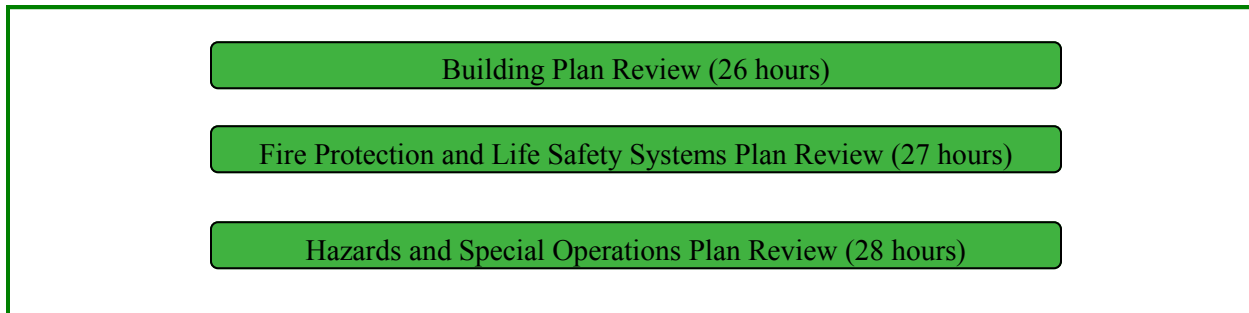 Building Plan Review (26 hours)
Fire Protection and Life Safety Systems Plan Review (27 hours)
Hazards and Special Operations Plan Review (28 hours)